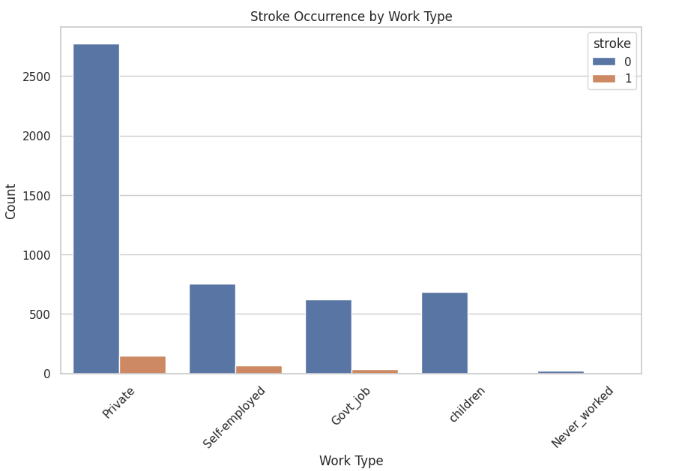 Stroke Occurrence by Work Type
stroke
0
1
2500
2000
1500
1000
500
0
Count
Private
Self-employed
Govt_job
children
Never_worked
Work Type